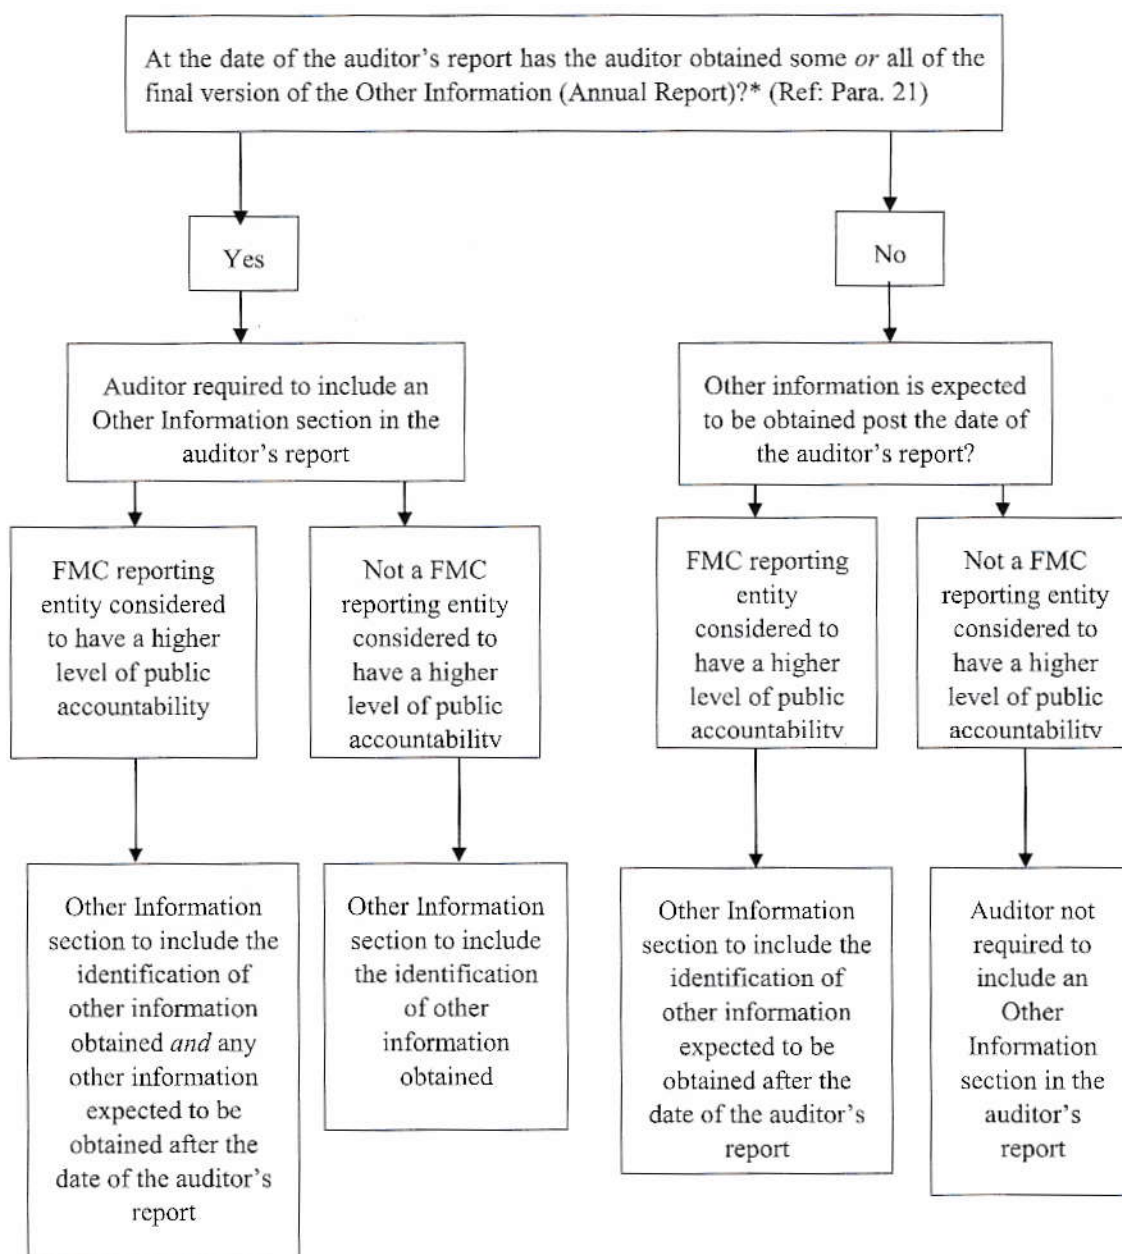 At the date of the auditor's report has the auditor obtained some or all of the
final version of the Other Information (Annual Report)?* (Ref: Para. 21)
Yes
No
Auditor required to include an
Other Information section in the
auditor's report
Other information is expected
to be obtained post the date of
the auditor's report?
FMC reporting
entity considered
to have a higher
level of public
accountability
Not a FMC
reporting entity
considered to
have a higher
level of public
accountability
FMC reporting
entity
considered to
have a higher
level of public
accountability
Not a FMC
reporting entity
considered to
have a higher
level of public
accountability
Other Information
section to include the
identification of
other information
obtained and any
other information
expected to be
obtained after the
date of the auditor's
report
Other Information
section to include
the identification
of other
information
obtained
Other Information
section to include the
identification of
other information
expected to be
obtained after the
date of the auditor's
report
Auditor not
required to
include an
Other
Information
section in the
auditor's
report